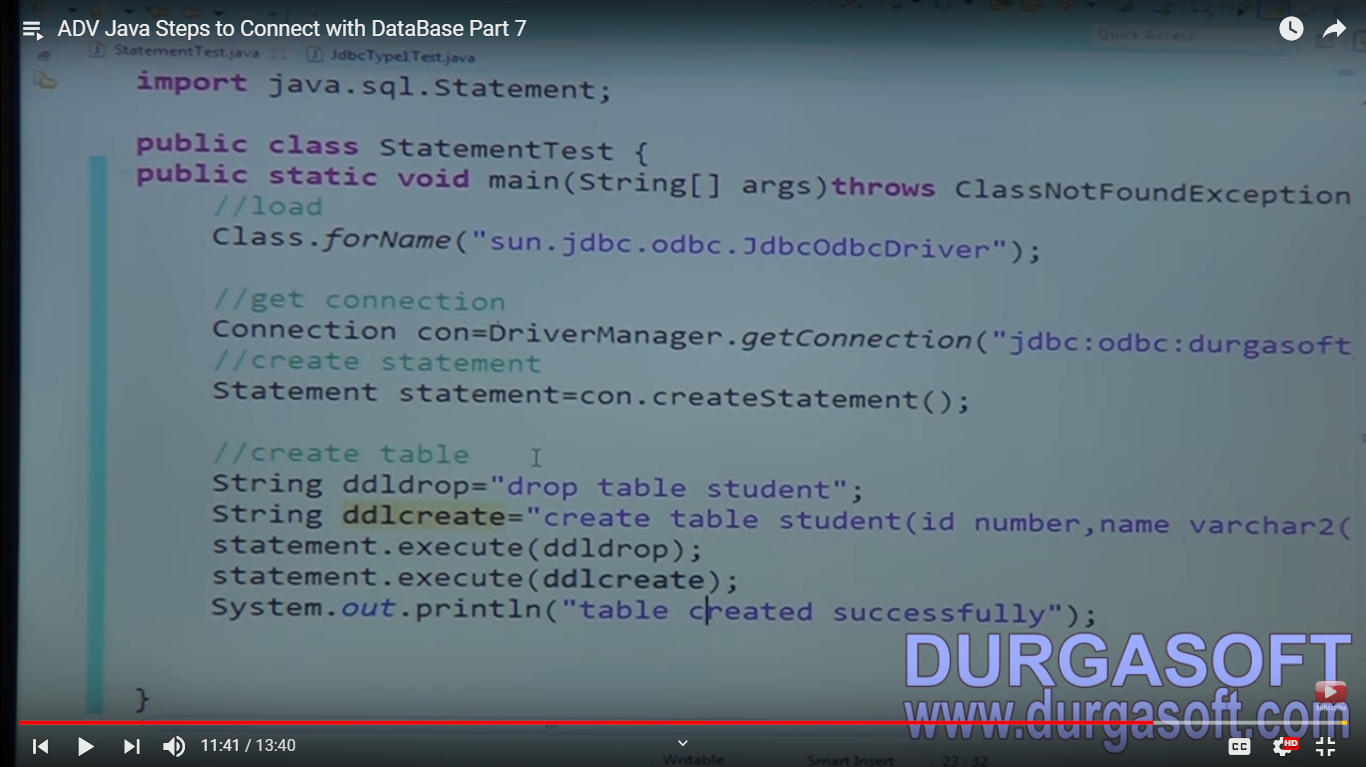 ADV Java Steps to Connect with DataBase Part 7
Quick Access
StatementTest.java JdbcType1Test.java
import java.sql.Statement;
public class StatementTest {
public static void main(String[] args)throws ClassNotFoundException
//load
Class.forName("sun.jdbc.odbc.JdbcOdbcDriver");
//get connection
Connection con=DriverManager.getConnection("jdbc:odbc:durgasoft
//create statement
Statement statement=con.createStatement();
//create table
String ddldrop="drop table student";
String ddlcreate="create table student(id number,name varchar2(
statement.execute(ddldrop);
statement.execute(ddlcreate);
System.out.println("table created successfully");
}
DURGASOFT
www.durgasoft.com
Subscribe
11:41 / 13:40
CC
HD
Writable Smart Insert 23 : 32